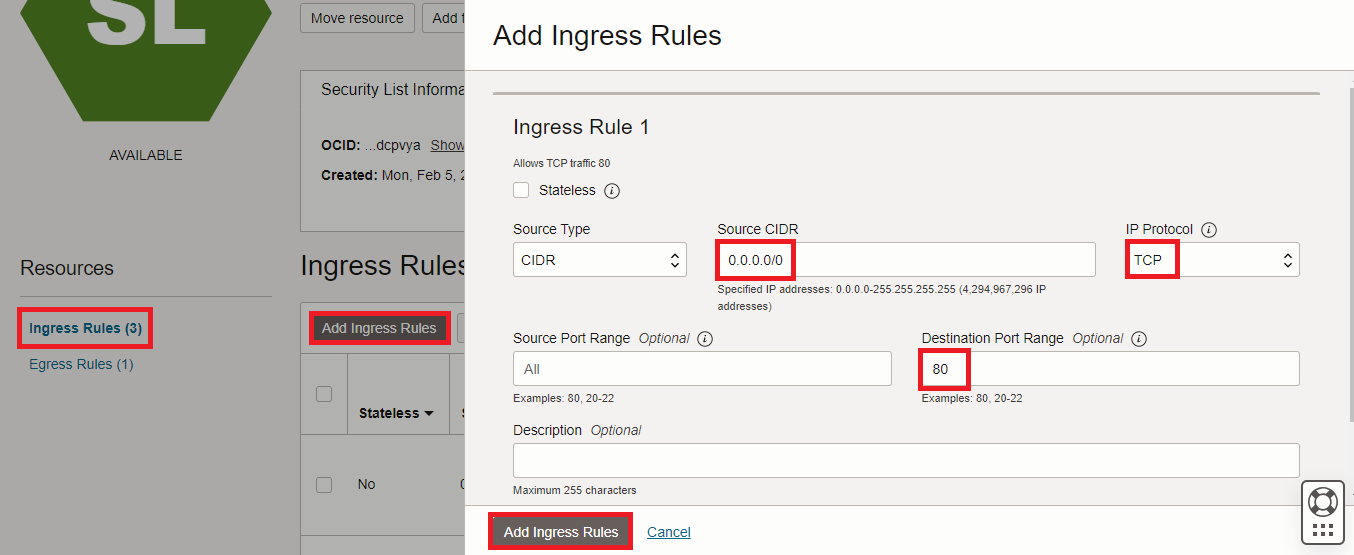 SL
AVAILABLE
Resources
Ingress Rules (3)
Egress Rules (1)
Move resource
Add
Security List Informa
OCID: ...dcpvya Show
Created: Mon, Feb 5, 2
Ingress Rules
Add Ingress Rules
Stateless
No
Add Ingress Rules
Ingress Rule 1
Allows TCP traffic 80
Stateless
Source Type
Source CIDR
IP Protocol
CIDR
0.0.0.0/0
TCP
Specified IP addresses: 0.0.0.0-255.255.255.255 (4,294,967,296 IP
addresses)
Source Port Range Optional
Destination Port Range Optional
All
80
Examples: 80, 20-22
Examples: 80, 20-22
Description Optional
Maximum 255 characters
Add Ingress Rules
Cancel